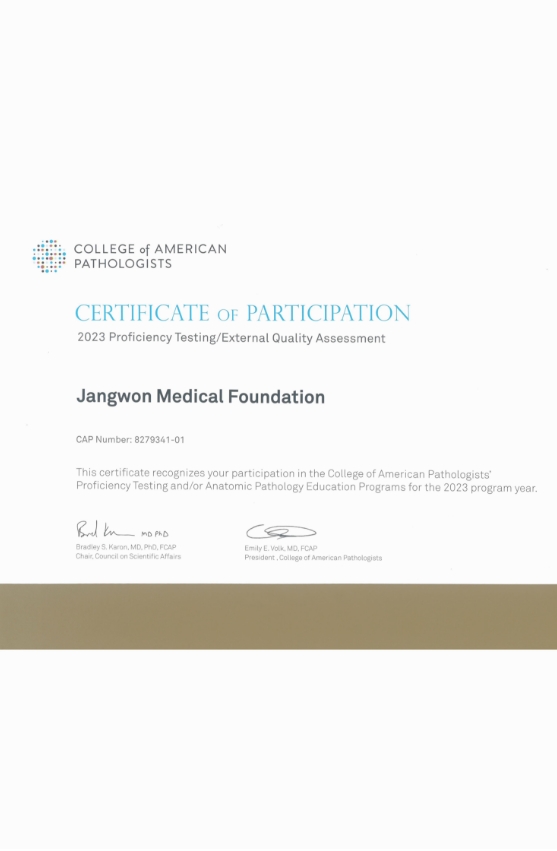 COLLEGE of AMERICAN
PATHOLOGISTS
CERTIFICATE OF PARTICIPATION
2023 Proficiency Testing/External Quality Assessment
Jangwon Medical Foundation
CAP Number: 8279341-01
This certificate recognizes your participation in the College of American Pathologists'
Proficiency Testing and/or Anatomic Pathology Education Programs for the 2023 program year.
MD PhD
Bradley S. Karon, MD, PhD, FCAP
Chair, Council on Scientific Affairs
Emily E. Volk, MD, FCAP
President, College of American Pathologists